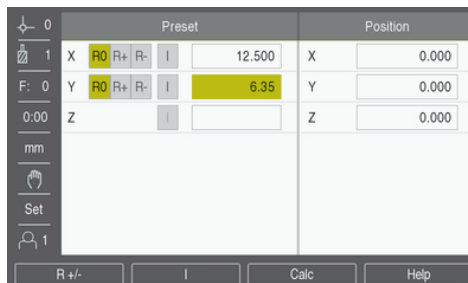 0 Preset Position
1 X R0 R+ R- I 12.500 X 0.000
F: 0 Y R0 R+ R- I 6.35 Y 0.000
0:00 Z I Z 0.000
mm
Set
1
R +/- I Calc Help